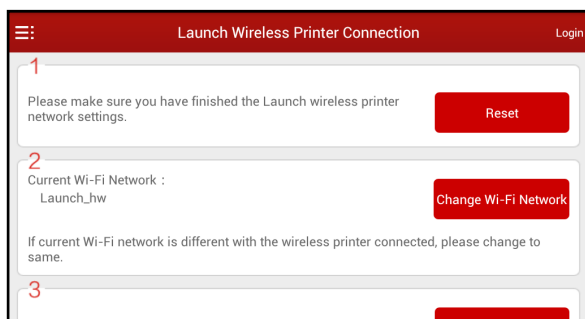 Launch Wireless Printer Connection
Login
1
Please make sure you have finished the Launch wireless printer
network settings.
Reset
2
Current Wi-Fi Network :
Launch_hw
Change Wi-Fi Network
If current Wi-Fi network is different with the wireless printer connected, please change to
same.
3